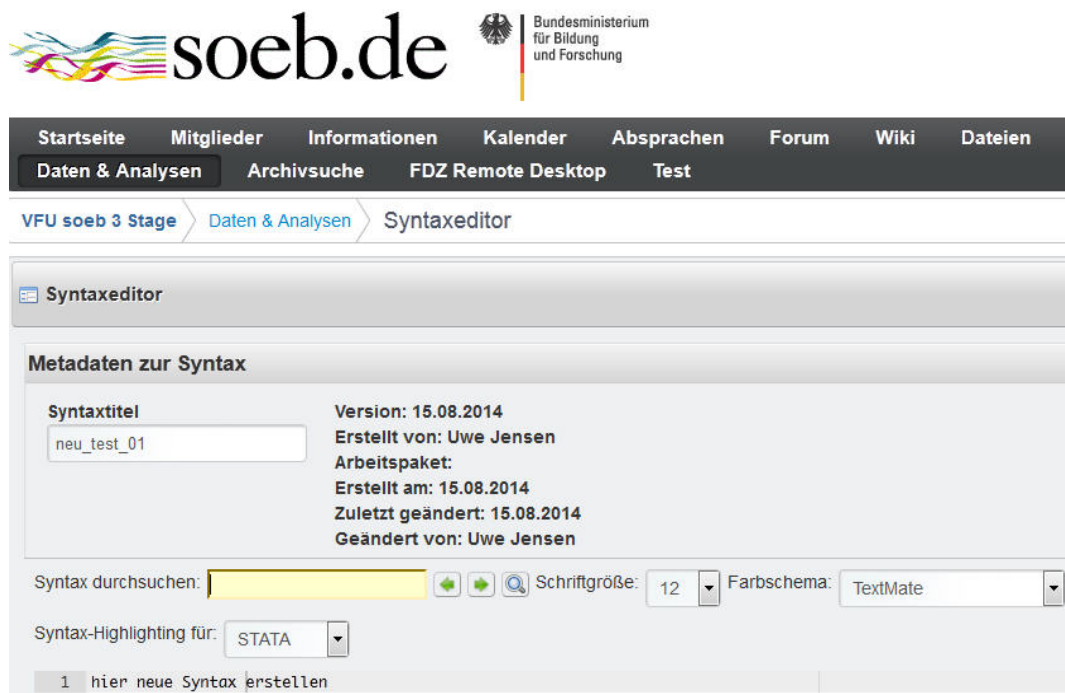 soeb.de
Bundesministerium
für Bildung
und Forschung
Startseite Mitglieder Informationen Kalender Absprachen Forum Wiki Dateien
Daten & Analysen Archivsuche FDZ Remote Desktop Test
VFU soeb 3 Stage Daten & Analysen Syntaxeditor
Syntaxeditor
Metadaten zur Syntax
Syntaxtitel
neu_test_01
Version: 15.08.2014
Erstellt von: Uwe Jensen
Arbeitspaket:
Erstellt am: 15.08.2014
Zuletzt geändert: 15.08.2014
Geändert von: Uwe Jensen
Syntax durchsuchen: Schriftgröße: 12 Farbschema: TextMate
Syntax-Highlighting für: STATA
1 hier neue Syntax erstellen